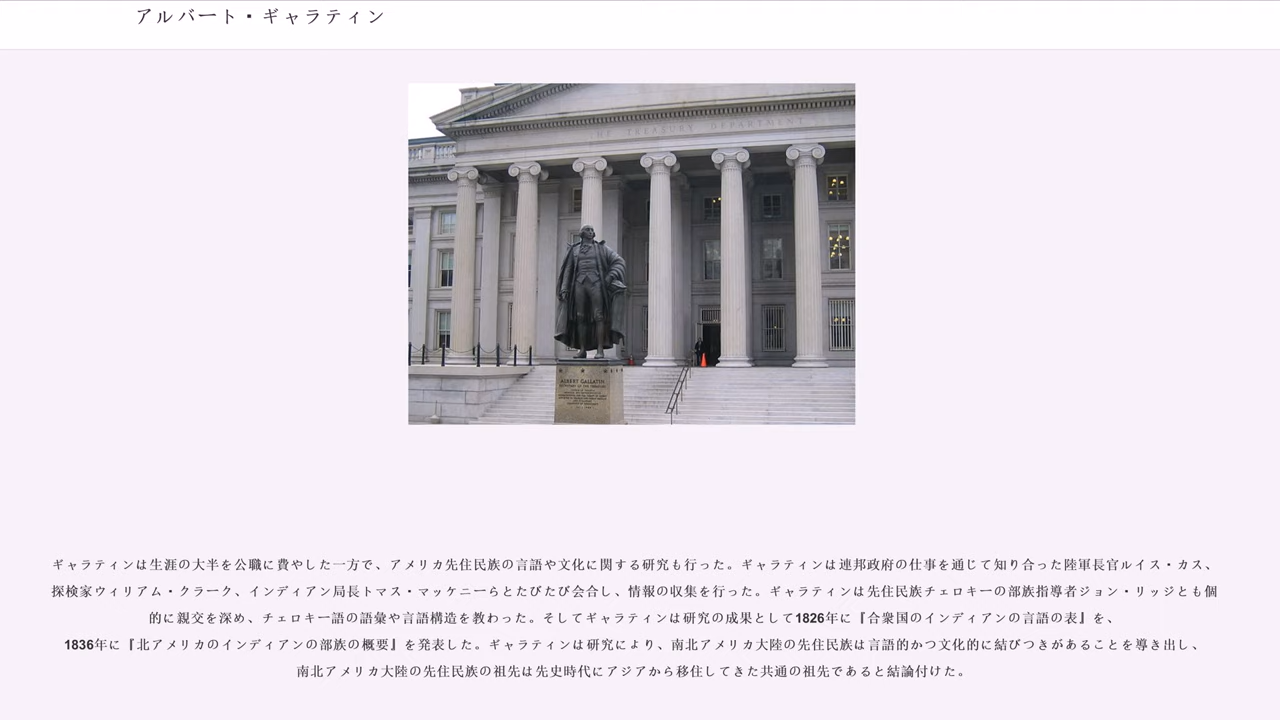 アルバート・ギャラティン
THE TREASURY DEPARTMENT
ALBERT GALLATIN
ギャラティンは生涯の大半を公職に費やした一方で、アメリカ先住民族の言語や文化に関する研究も行った。ギャラティンは連邦政府の仕事を通じて知り合った陸軍長官ルイス・カス、
探検家ウィリアム・クラーク、インディアン局長トマス・マッケニーらとたびたび会合し、情報の収集を行った。ギャラティンは先住民族チェロキーの部族指導者ジョン・リッジとも個
的に親交を深め、チェロキー語の語彙や言語構造を教わった。そしてギャラティンは研究の成果として1826年に『合衆国のインディアンの言語の表』を、
1836年に『北アメリカのインディアンの部族の概要』を発表した。ギャラティンは研究により、南北アメリカ大陸の先住民族は言語的かつ文化的に結びつきがあることを導き出し、
南北アメリカ大陸の先住民族の祖先は先史時代にアジアから移住してきた共通の祖先であると結論付けた。